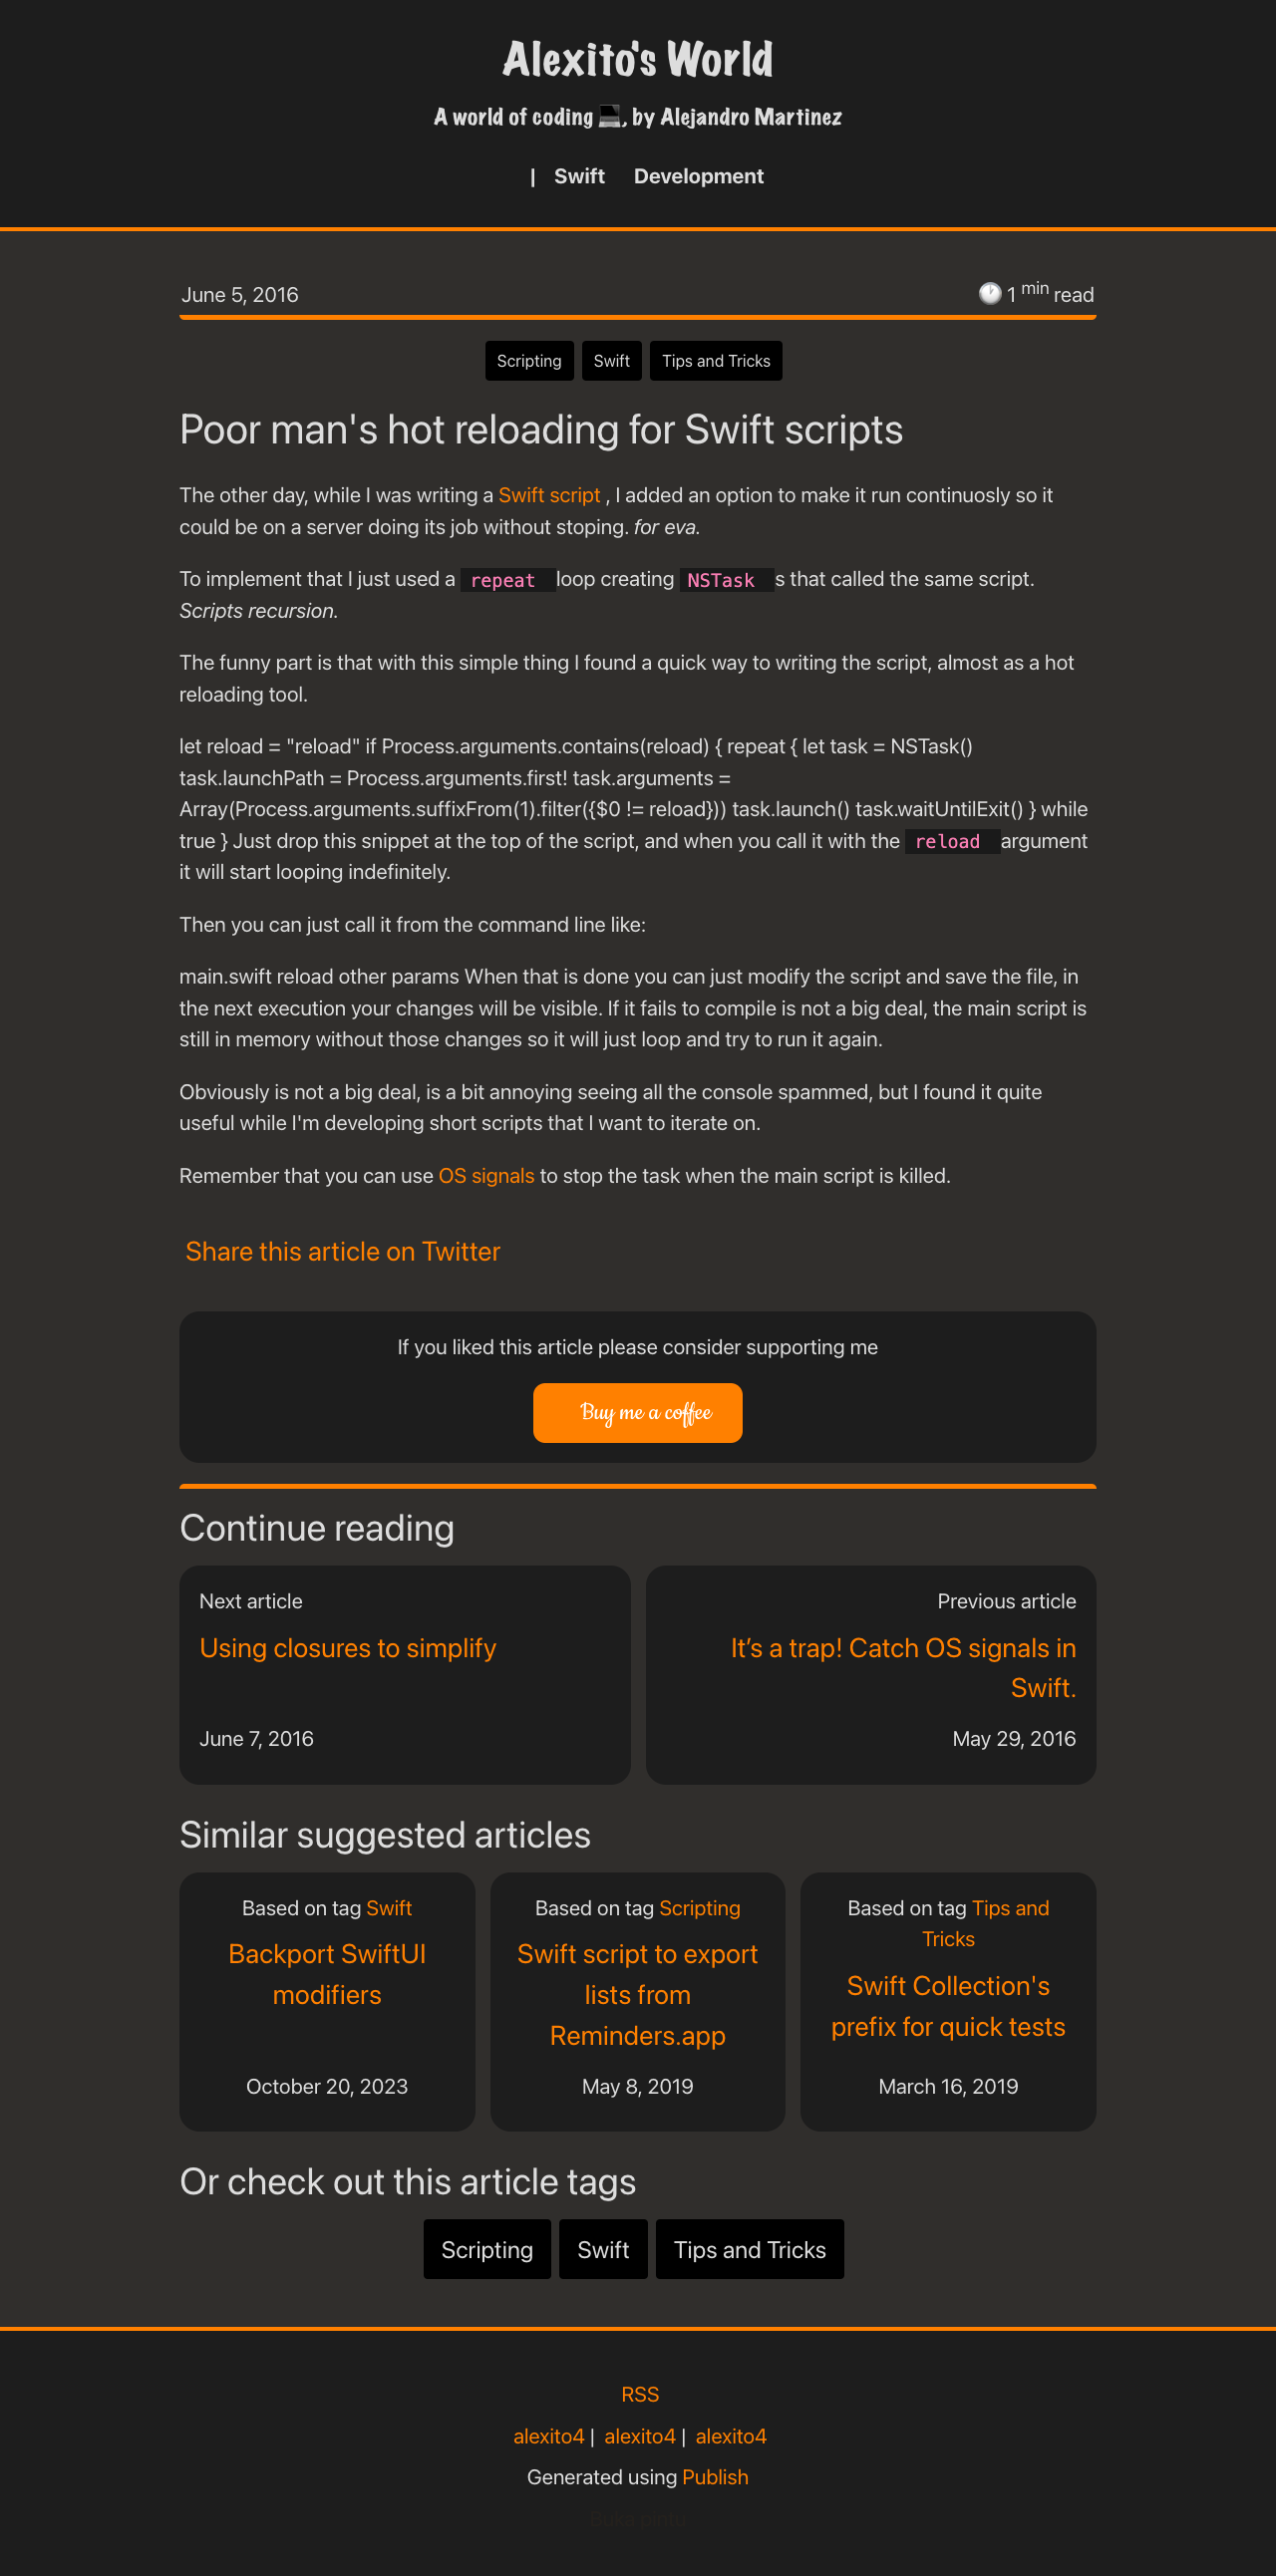 Alexito's World
A world of coding 💻, by Alejandro Martinez
| Swift Development
June 5, 2016
🕐 1 min read
Scripting Swift Tips and Tricks
Poor man's hot reloading for Swift scripts
The other day, while I was writing a Swift script , I added an option to make it run continuosly so it
could be on a server doing its job without stoping. for eva.
To implement that I just used a repeat loop creating NSTask s that called the same script.
Scripts recursion.
The funny part is that with this simple thing I found a quick way to writing the script, almost as a hot
reloading tool.
let reload = "reload" if Process.arguments.contains(reload) { repeat { let task = NSTask()
task.launchPath = Process.arguments.first! task.arguments =
Array(Process.arguments.suffixFrom(1).filter({$0 != reload})) task.launch() task.waitUntilExit() } while
true } Just drop this snippet at the top of the script, and when you call it with the reload argument
it will start looping indefinitely.
Then you can just call it from the command line like:
main.swift reload other params When that is done you can just modify the script and save the file, in
the next execution your changes will be visible. If it fails to compile is not a big deal, the main script is
still in memory without those changes so it will just loop and try to run it again.
Obviously is not a big deal, is a bit annoying seeing all the console spammed, but I found it quite
useful while I'm developing short scripts that I want to iterate on.
Remember that you can use OS signals to stop the task when the main script is killed.
Share this article on Twitter
If you liked this article please consider supporting me
Buy me a coffee
Continue reading
Next article
Using closures to simplify
June 7, 2016
Previous article
It’s a trap! Catch OS signals in
Swift.
May 29, 2016
Similar suggested articles
Based on tag Swift
Backport SwiftUI
modifiers
October 20, 2023
Based on tag Scripting
Swift script to export
lists from
Reminders.app
May 8, 2019
Based on tag Tips and
Tricks
Swift Collection's
prefix for quick tests
March 16, 2019
Or check out this article tags
Scripting Swift Tips and Tricks
RSS
alexito4 | alexito4 | alexito4
Generated using Publish